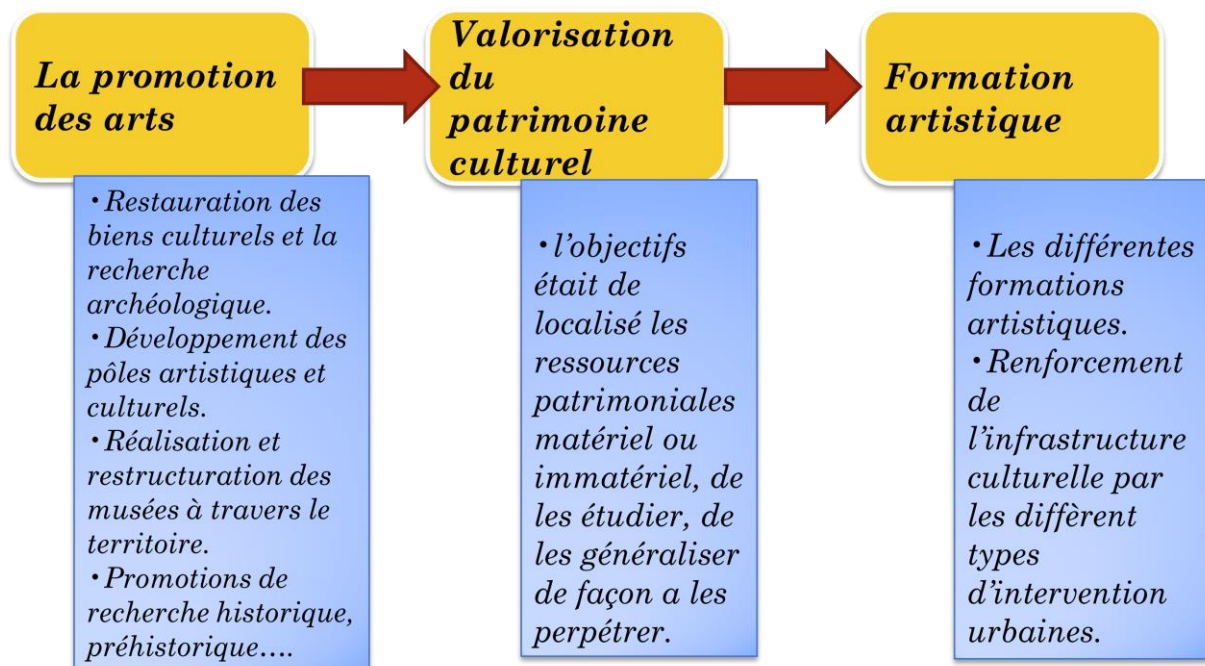 La promotion
des arts
• Restauration des
biens culturels et la
recherche
archéologique.
• Développement des
pôles artistiques et
culturels.
• Réalisation et
restructuration des
musées à travers le
territoire.
• Promotions de
recherche historique,
préhistorique….
Valorisation
du
patrimoine
culturel
• l’objectifs
était de
localisé les
ressources
patrimoniales
matériel ou
immatériel, de
les étudier, de
les généraliser
de façon a les
perpétrer.
Formation
artistique
• Les différentes
formations
artistiques.
• Renforcement
de
l’infrastructure
culturelle par
les diffèrent
types
d’intervention
urbaines.